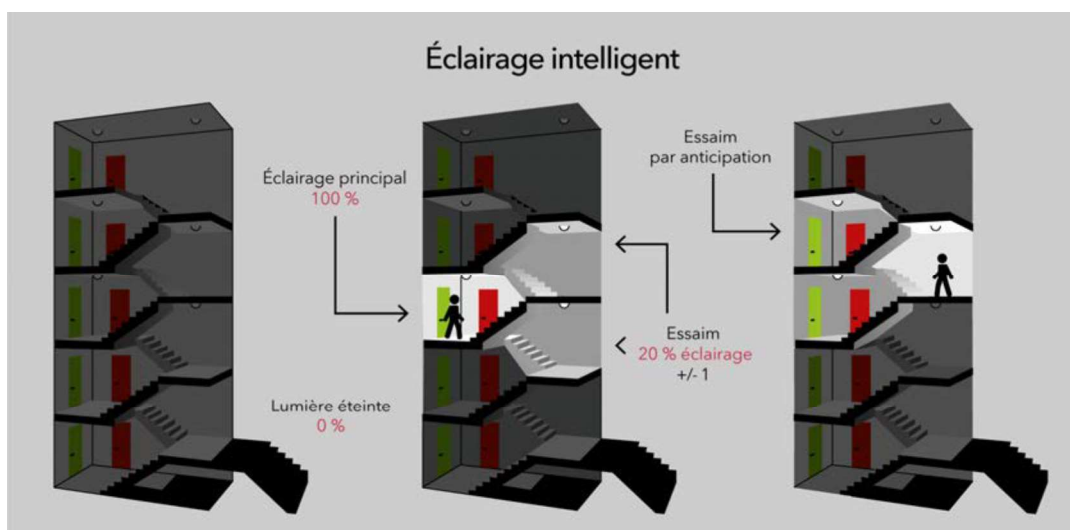 Éclairage intelligent
Éclairage principal
100 %
Lumière éteinte
0 %
Essaim
par anticipation
Essaim
20 % éclairage
+/- 1